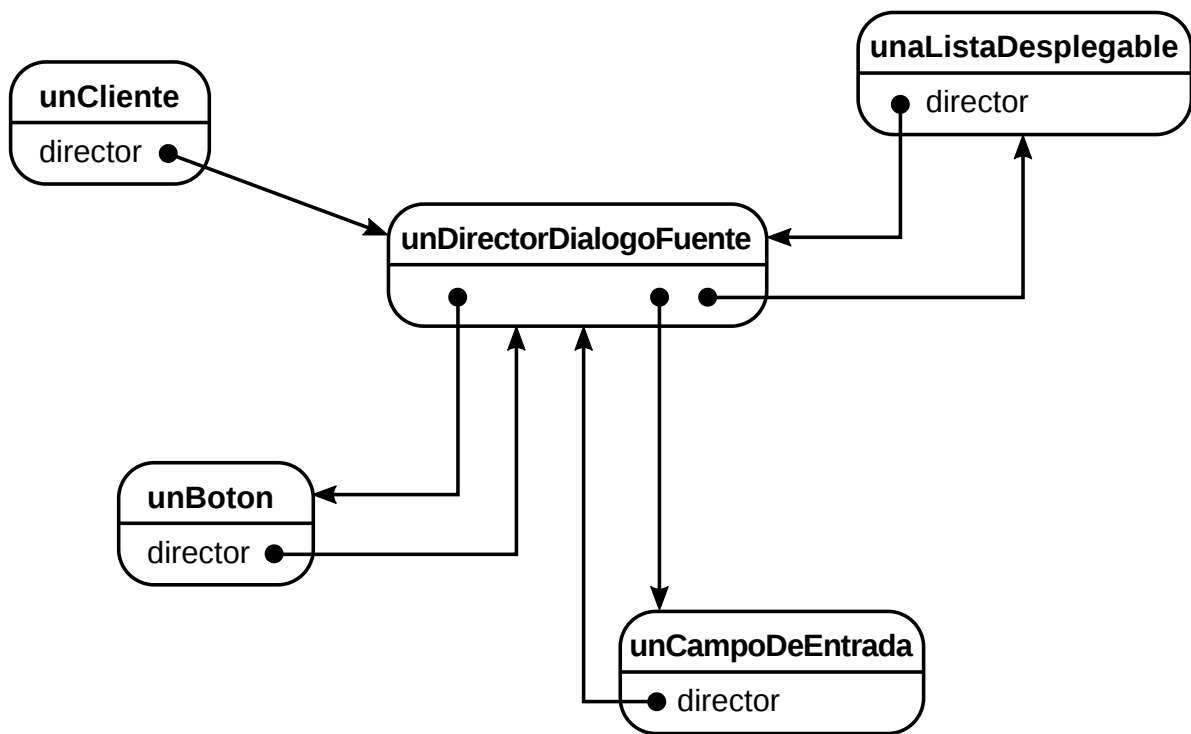 unCliente
director
unaListaDesplegable
director
unDirectorDialogoFuente
unBoton
director
unCampoDeEntrada
director